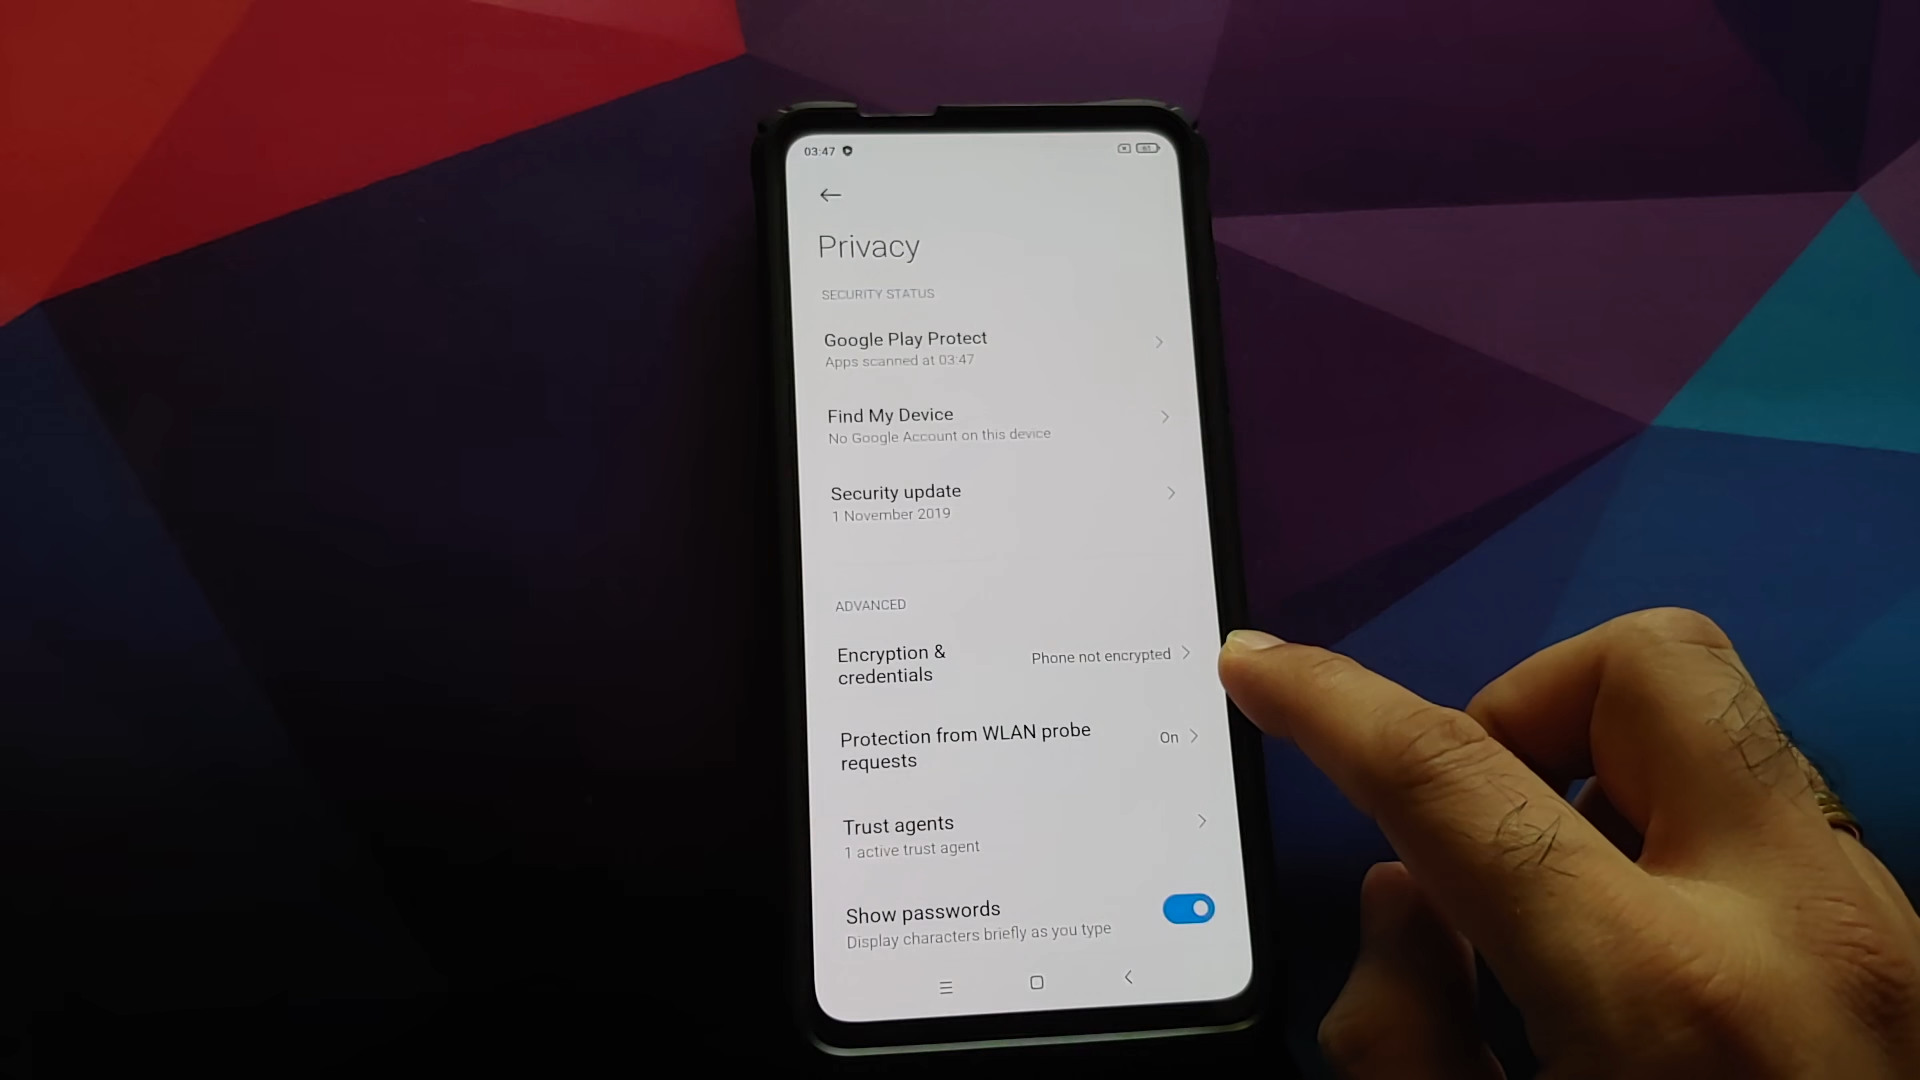 03:47
Privacy
SECURITY STATUS
Google Play Protect
Apps scanned at 03:47
Find My Device
No Google Account on this device
Security update
1 November 2019
ADVANCED
Encryption &
credentials
Phone not encrypted
Protection from WLAN probe
requests
On
Trust agents
1 active trust agent
Show passwords
Display characters briefly as you type